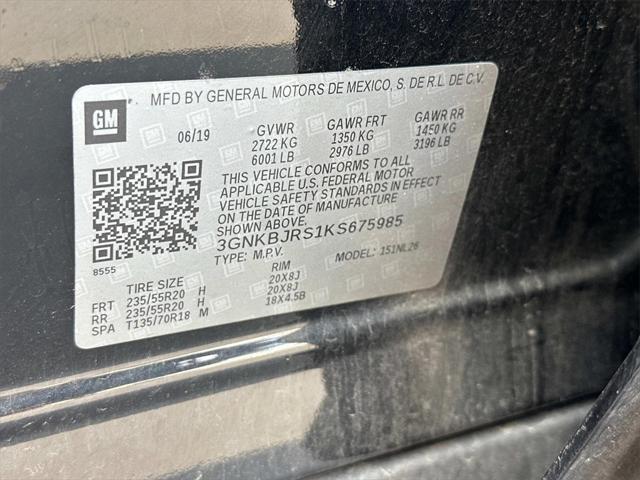 MFD BY GENERAL MOTORS DE MEXICO, S. DE R.L. DE C.V.
GM
06/19 GVWR GAWR FRT GAWR RR
2722 KG 1350 KG 1450 KG
6001 LB 2976 LB 3196 LB
THIS VEHICLE CONFORMS TO ALL
APPLICABLE U.S. FEDERAL MOTOR
VEHICLE SAFETY STANDARDS IN EFFECT
ON THE DATE OF MANUFACTURE
3GNKBJRS1KS675985
8555 TYPE: M.P.V. MODEL: 151NL26
TIRE SIZE RIM
FRT 235/55R20 H 20X8J
RR 235/55R20 H 20X8J
SPA T135/70R18 M 18X4.5B